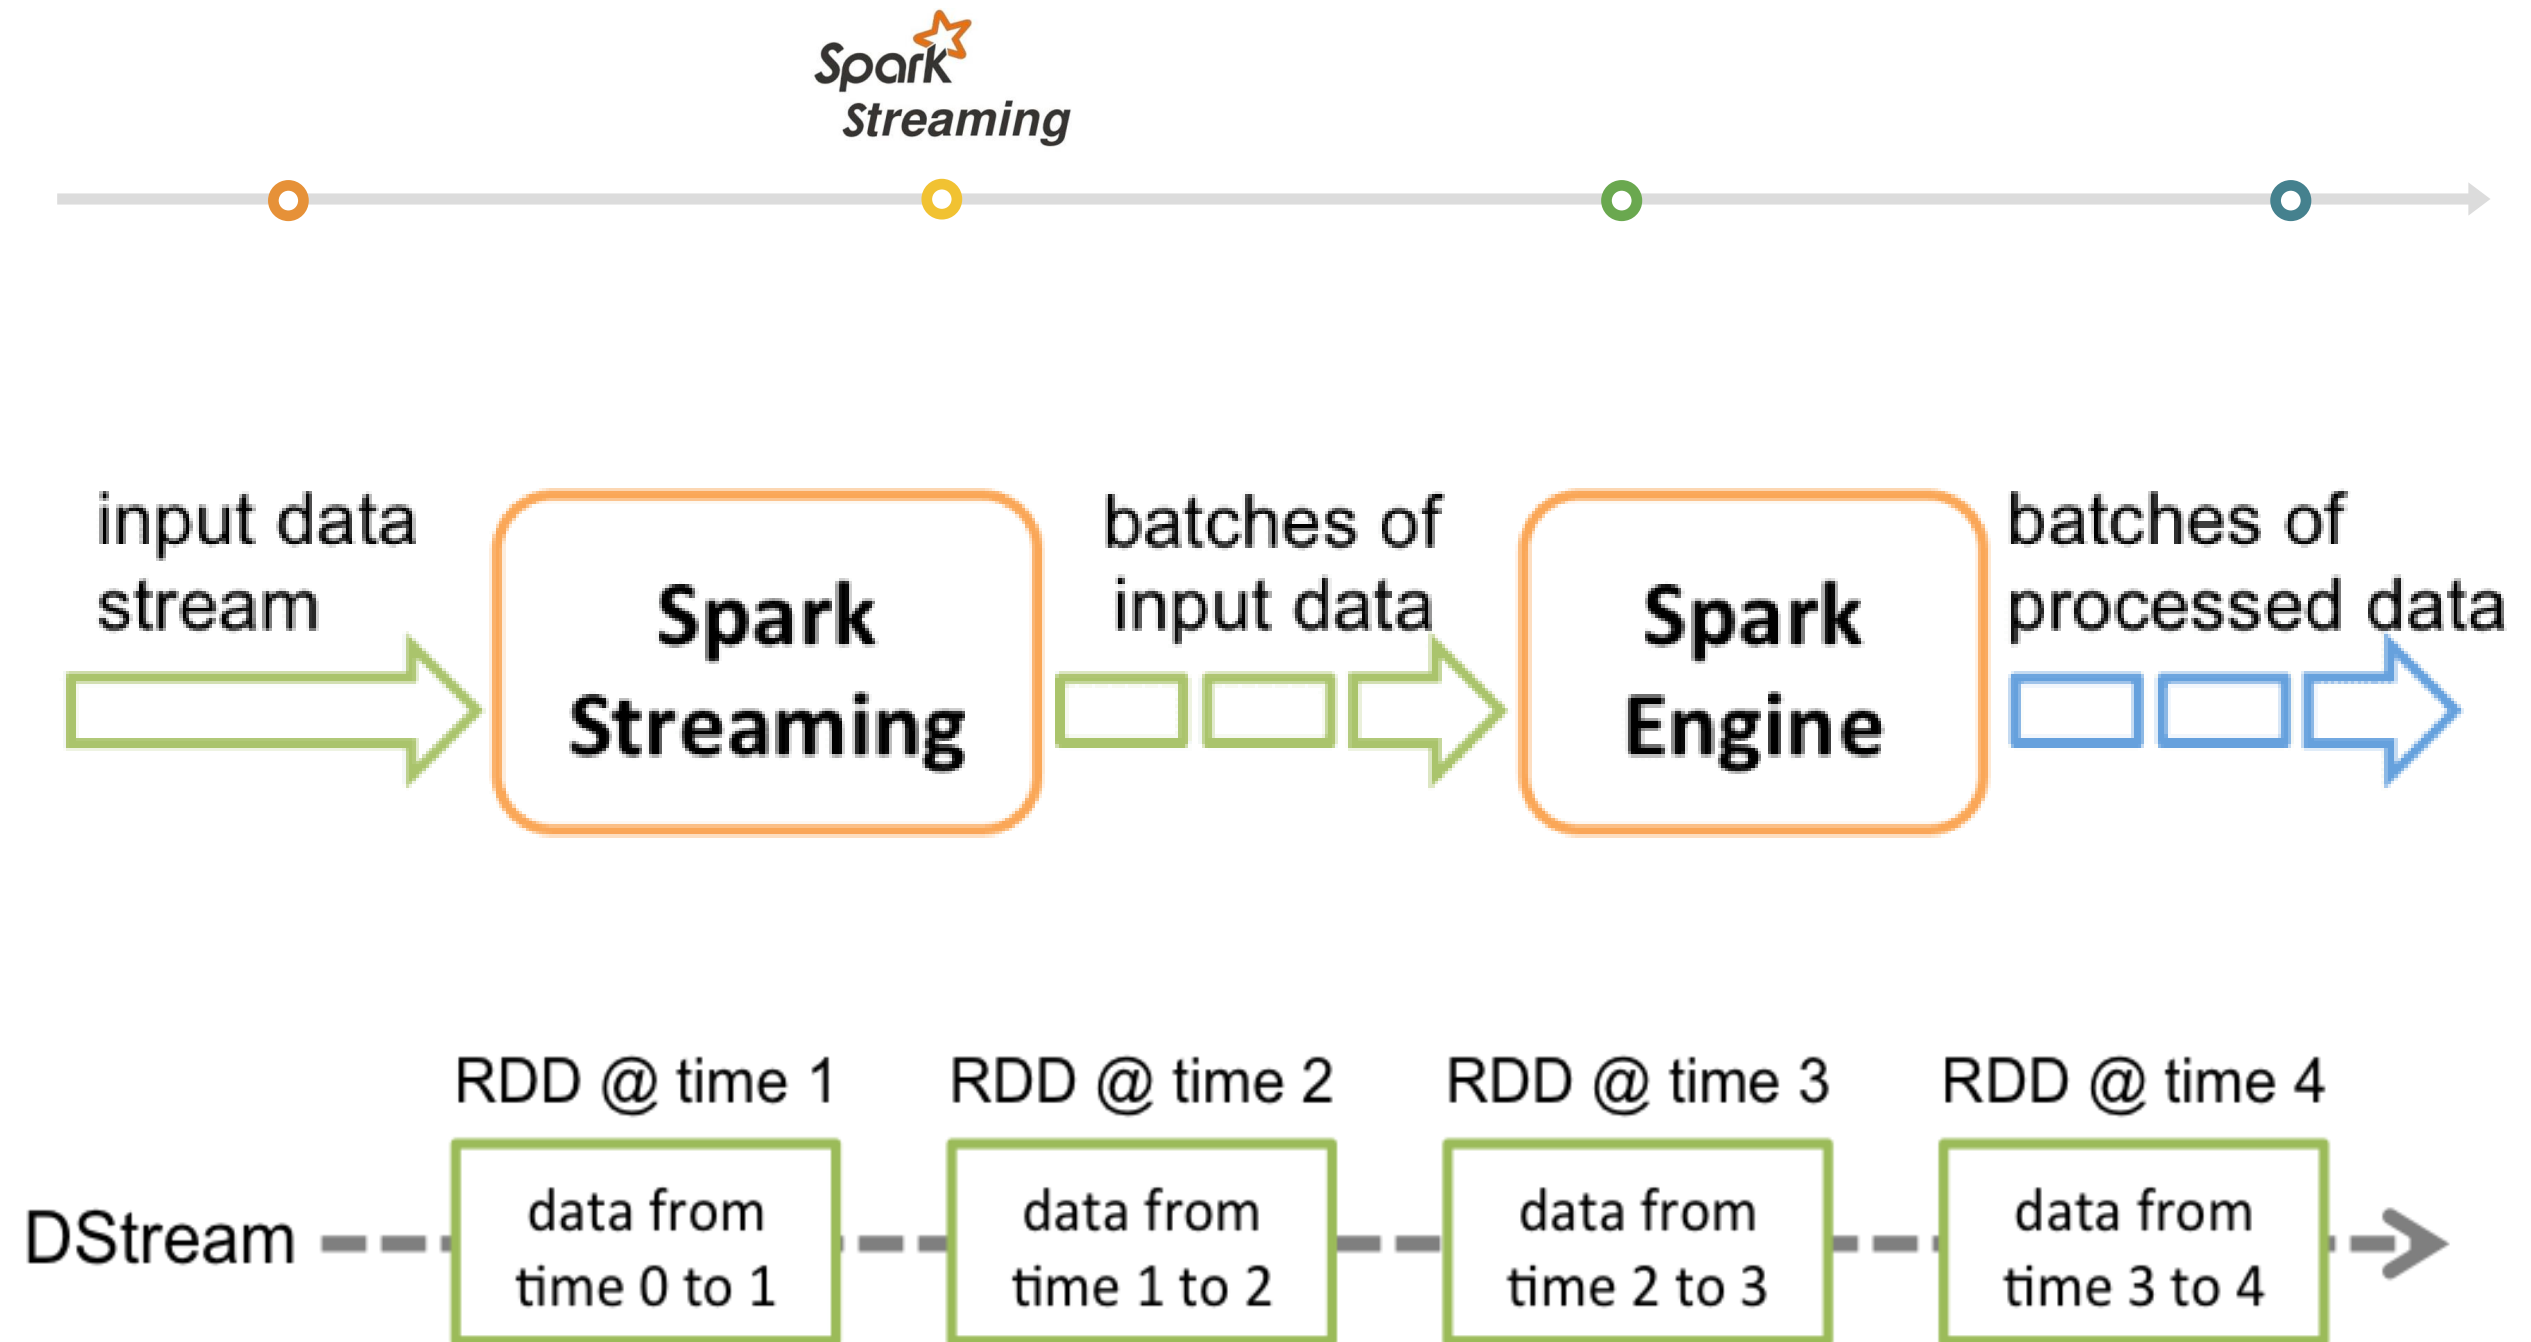 Spark
Streaming
input data
stream
Spark
Streaming
batches of
input data
Spark
Engine
batches of
processed data
RDD @ time 1
RDD @ time 2
RDD @ time 3
RDD @ time 4
DStream
data from
time 0 to 1
data from
time 1 to 2
data from
time 2 to 3
data from
time 3 to 4